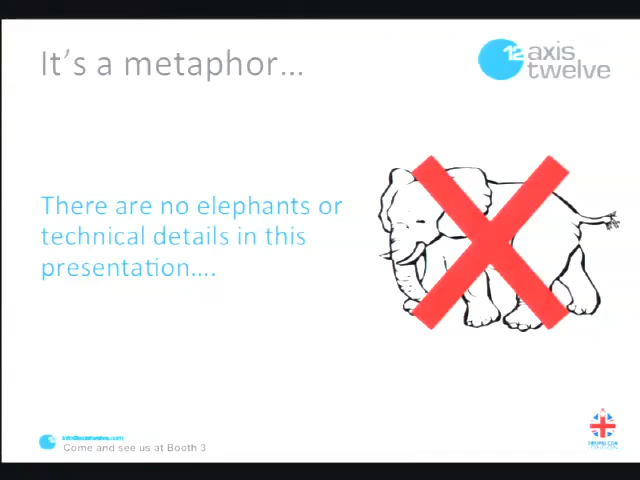 It's a metaphor...
12 axis
twelve
There are no elephants or
technical details in this
presentation....
Come and see us at Booth 3